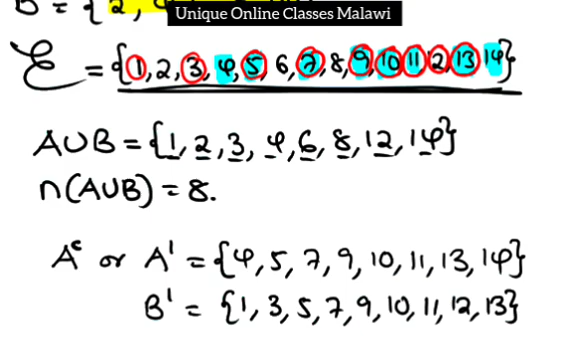 B = {2,
Unique Online Classes Malawi
ℰ = {1, 2, 3, 4, 5, 6, 7, 8, 9, 10, 11, 12, 13, 14}
A∪B = {1, 2, 3, 4, 6, 8, 12, 14}
n(A∪B) = 8.
Aᶜ or A' = {4, 5, 7, 9, 10, 11, 13, 14}
B' = {1, 3, 5, 7, 9, 10, 11, 12, 13}